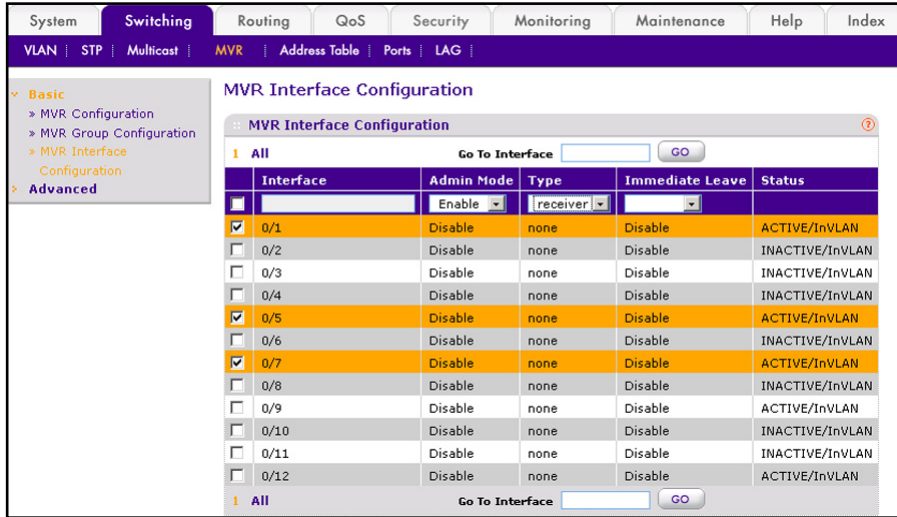 System Switching Routing QoS Security Monitoring Maintenance Help Index
VLAN STP Multicast MVR Address Table Ports LAG
Basic
» MVR Configuration
» MVR Group Configuration
» MVR Interface
Configuration
Advanced
MVR Interface Configuration
MVR Interface Configuration ?
1 All Go To Interface GO
Interface Admin Mode Type Immediate Leave Status
Enable receiver
0/1 Disable none Disable ACTIVE/InVLAN
0/2 Disable none Disable INACTIVE/InVLAN
0/3 Disable none Disable INACTIVE/InVLAN
0/4 Disable none Disable INACTIVE/InVLAN
0/5 Disable none Disable ACTIVE/InVLAN
0/6 Disable none Disable INACTIVE/InVLAN
0/7 Disable none Disable ACTIVE/InVLAN
0/8 Disable none Disable INACTIVE/InVLAN
0/9 Disable none Disable ACTIVE/InVLAN
0/10 Disable none Disable INACTIVE/InVLAN
0/11 Disable none Disable INACTIVE/InVLAN
0/12 Disable none Disable ACTIVE/InVLAN
1 All Go To Interface GO